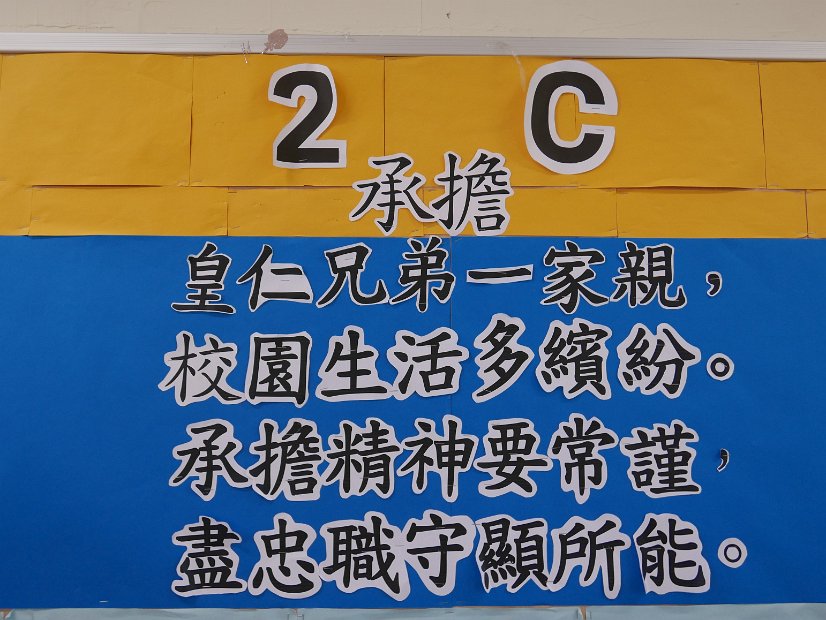 2 C
承擔
皇仁兄弟一家親，
校園生活多繽紛。
承擔精神要常謹，
盡忠職守顯所能。